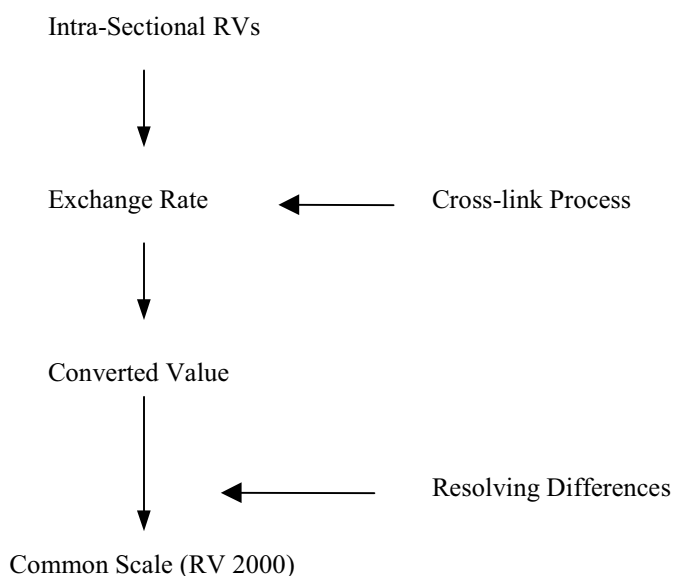 Intra-Sectional RVs
Exchange Rate
Cross-link Process
Converted Value
Resolving Differences
Common Scale (RV 2000)